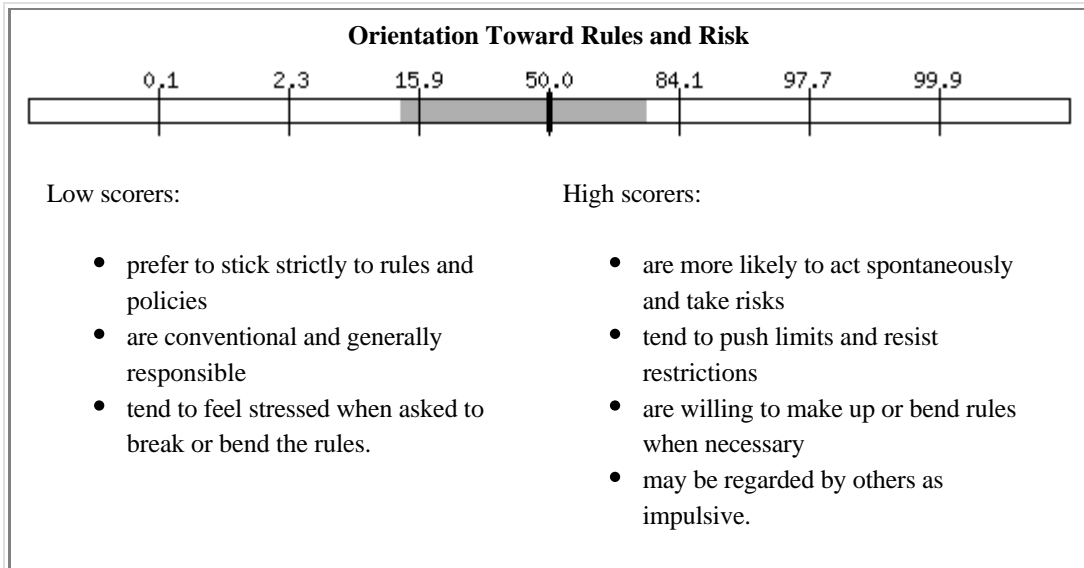 Orientation Toward Rules and Risk
0.1 2.3 15.9 50.0 84.1 97.7 99.9
Low scorers:
• prefer to stick strictly to rules and
policies
• are conventional and generally
responsible
• tend to feel stressed when asked to
break or bend the rules.
High scorers:
• are more likely to act spontaneously
and take risks
• tend to push limits and resist
restrictions
• are willing to make up or bend rules
when necessary
• may be regarded by others as
impulsive.